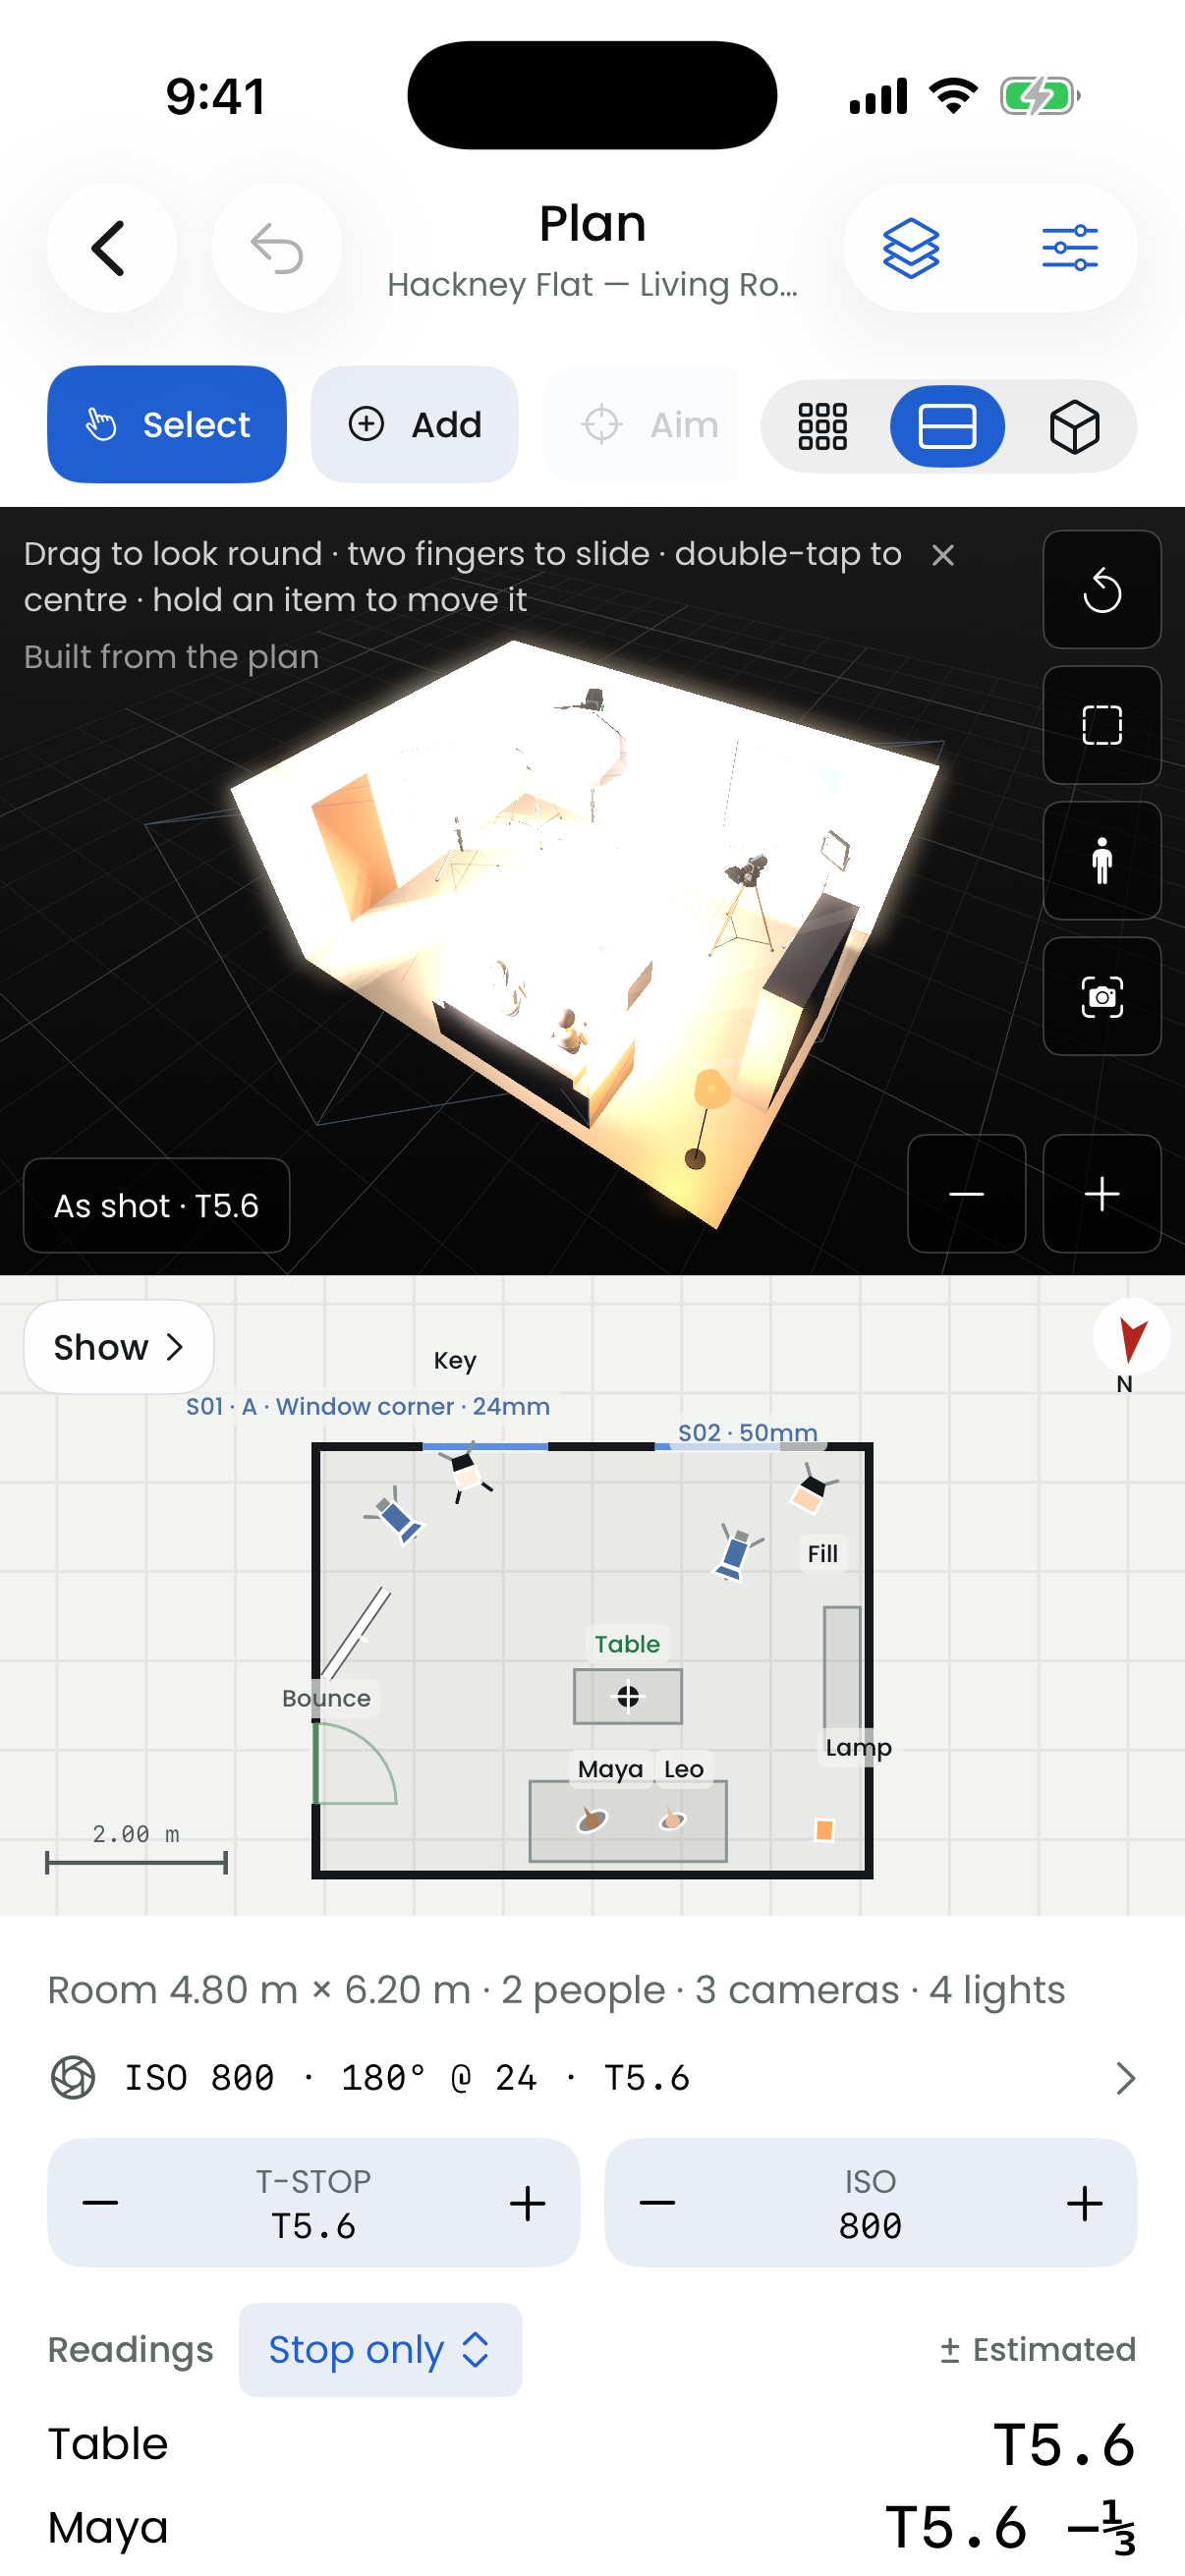 9:41
Plan
Hackney Flat — Living Ro...
Select
Add
Aim
Drag to look round · two fingers to slide · double-tap to
centre · hold an item to move it
Built from the plan
As shot · T5.6
Show
N
Key
S01 · A · Window corner · 24mm
S02 · 50mm
Fill
Table
Bounce
Lamp
Maya
Leo
2.00 m
Room 4.80 m × 6.20 m · 2 people · 3 cameras · 4 lights
ISO 800 · 180° @ 24 · T5.6
T-STOP
T5.6
ISO
800
Readings
Stop only
± Estimated
Table
T5.6
Maya
T5.6 −⅓